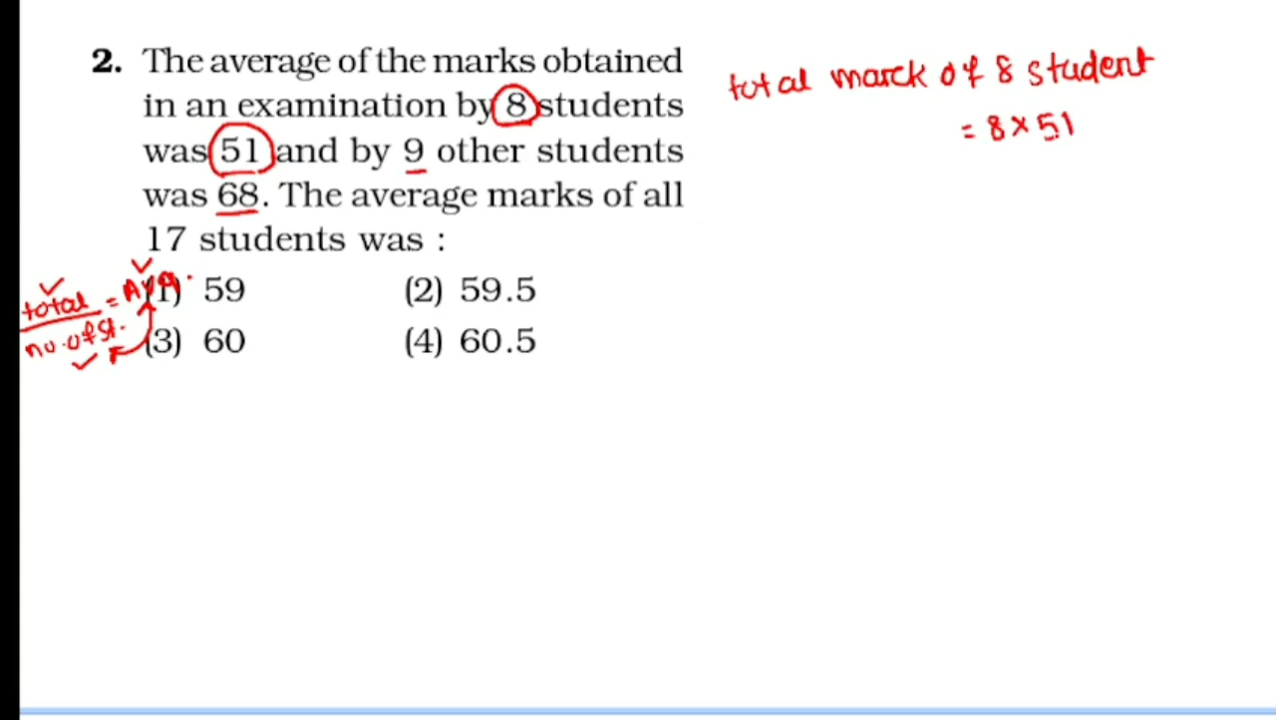 2. The average of the marks obtained
in an examination by 8 students
was 51 and by 9 other students
was 68. The average marks of all
17 students was :
(1) 59 (2) 59.5
(3) 60 (4) 60.5
total = Avg.
no. of st.
total marck of 8 student
= 8 × 51